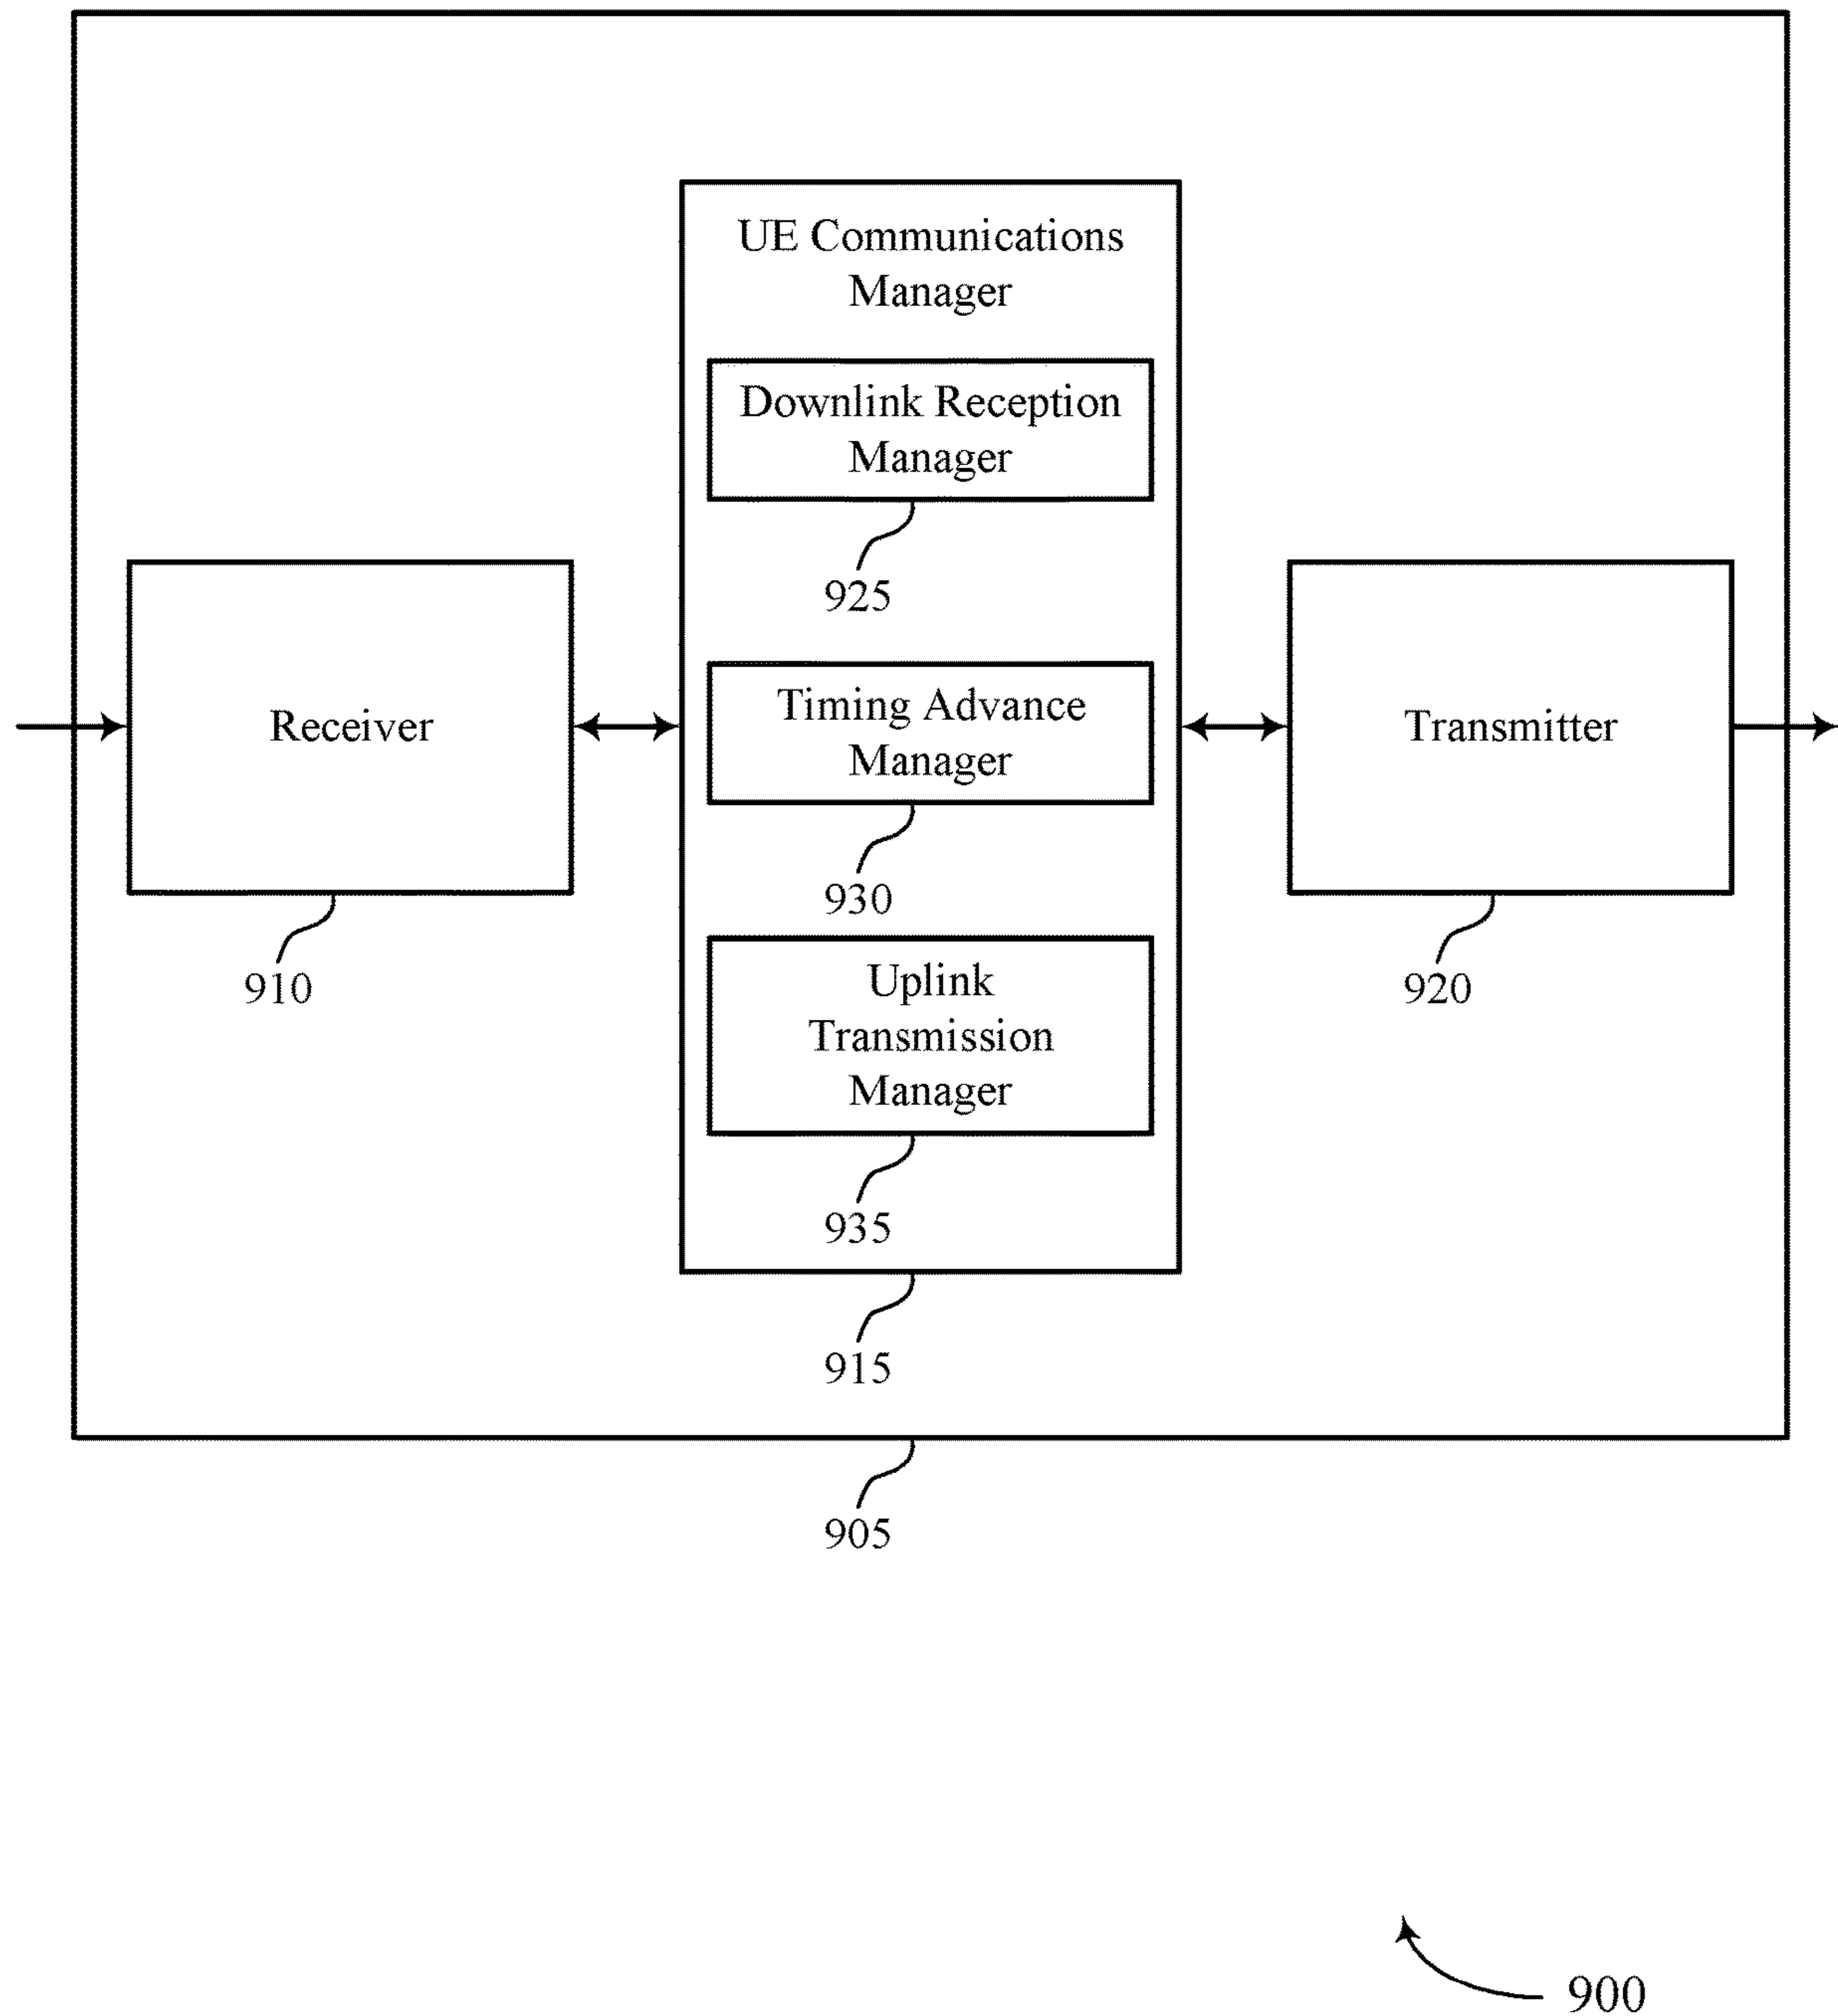 UE Communications
Manager
Downlink Reception
Manager
925
Receiver
910
Timing Advance
Manager
930
Transmitter
920
Uplink
Transmission
Manager
935
915
905
900